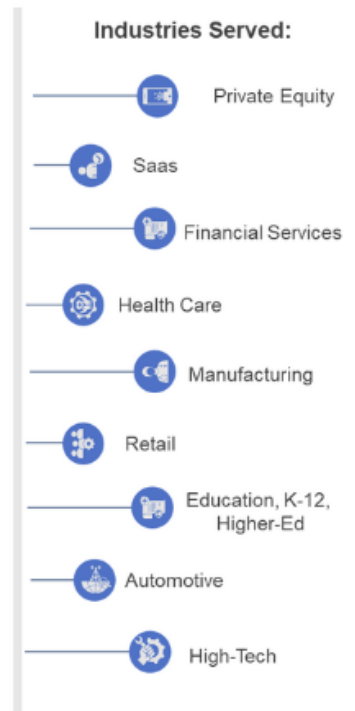 Industries Served:
Private Equity
Saas
Financial Services
Health Care
Manufacturing
Retail
Education, K-12,
Higher-Ed
Automotive
High-Tech